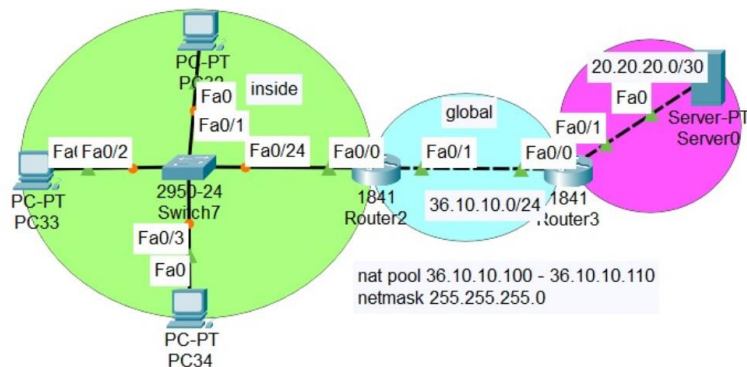 PC-PT
PC32
Fa0
inside
Fa0/1
Fa0
Fa0/2
PC-PT
PC33
2950-24
Switch7
Fa0/24
Fa0/3
Fa0
PC-PT
PC34
Fa0/0
1841
Router2
global
Fa0/1
Fa0/0
36.10.10.0/24
1841
Router3
20.20.20.0/30
Fa0
Fa0/1
Server-PT
Server0
nat pool 36.10.10.100 - 36.10.10.110
netmask 255.255.255.0